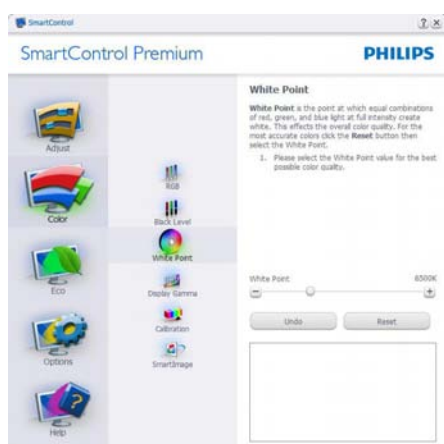 SmartControl
SmartControl Premium
PHILIPS
Adjust
Color
Eco
Options
Help
RGB
Black Level
White Point
Display Gamma
Calibration
SmartImage
White Point
White Point is the point at which equal combinations
of red, green, and blue light at full intensity create
white. This effects the overall color quality. For the
most accurate colors click the Reset button then
select the White Point.
1. Please select the White Point value for the best
possible color quality.
White Point 6500K
Undo Reset